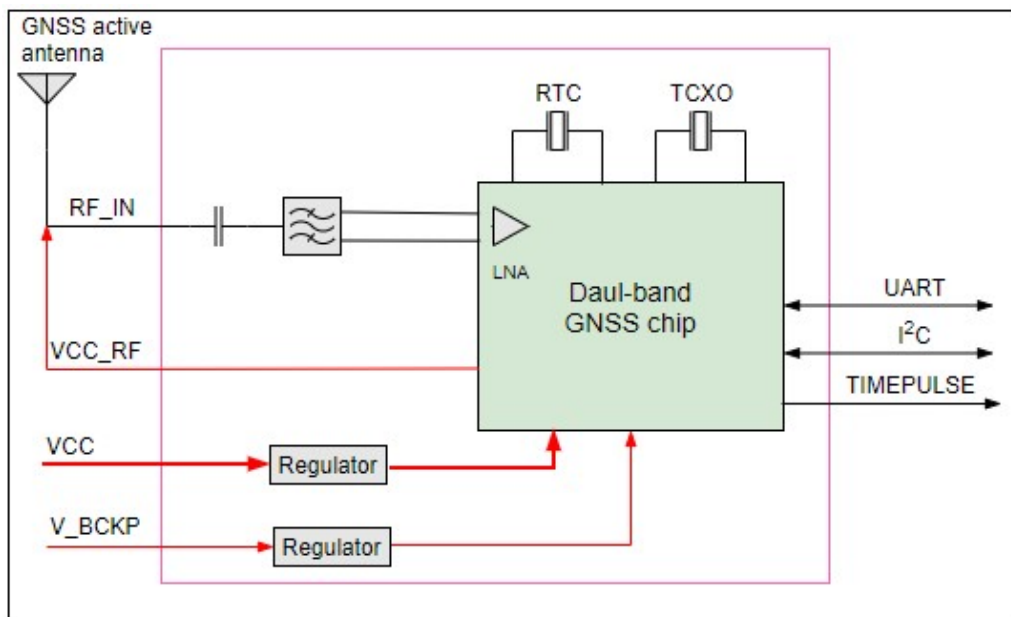 GNSS active
antenna
RTC
TCXO
RF_IN
LNA
Daul-band
GNSS chip
UART
I²C
TIMEPULSE
VCC_RF
VCC
Regulator
V_BCKP
Regulator